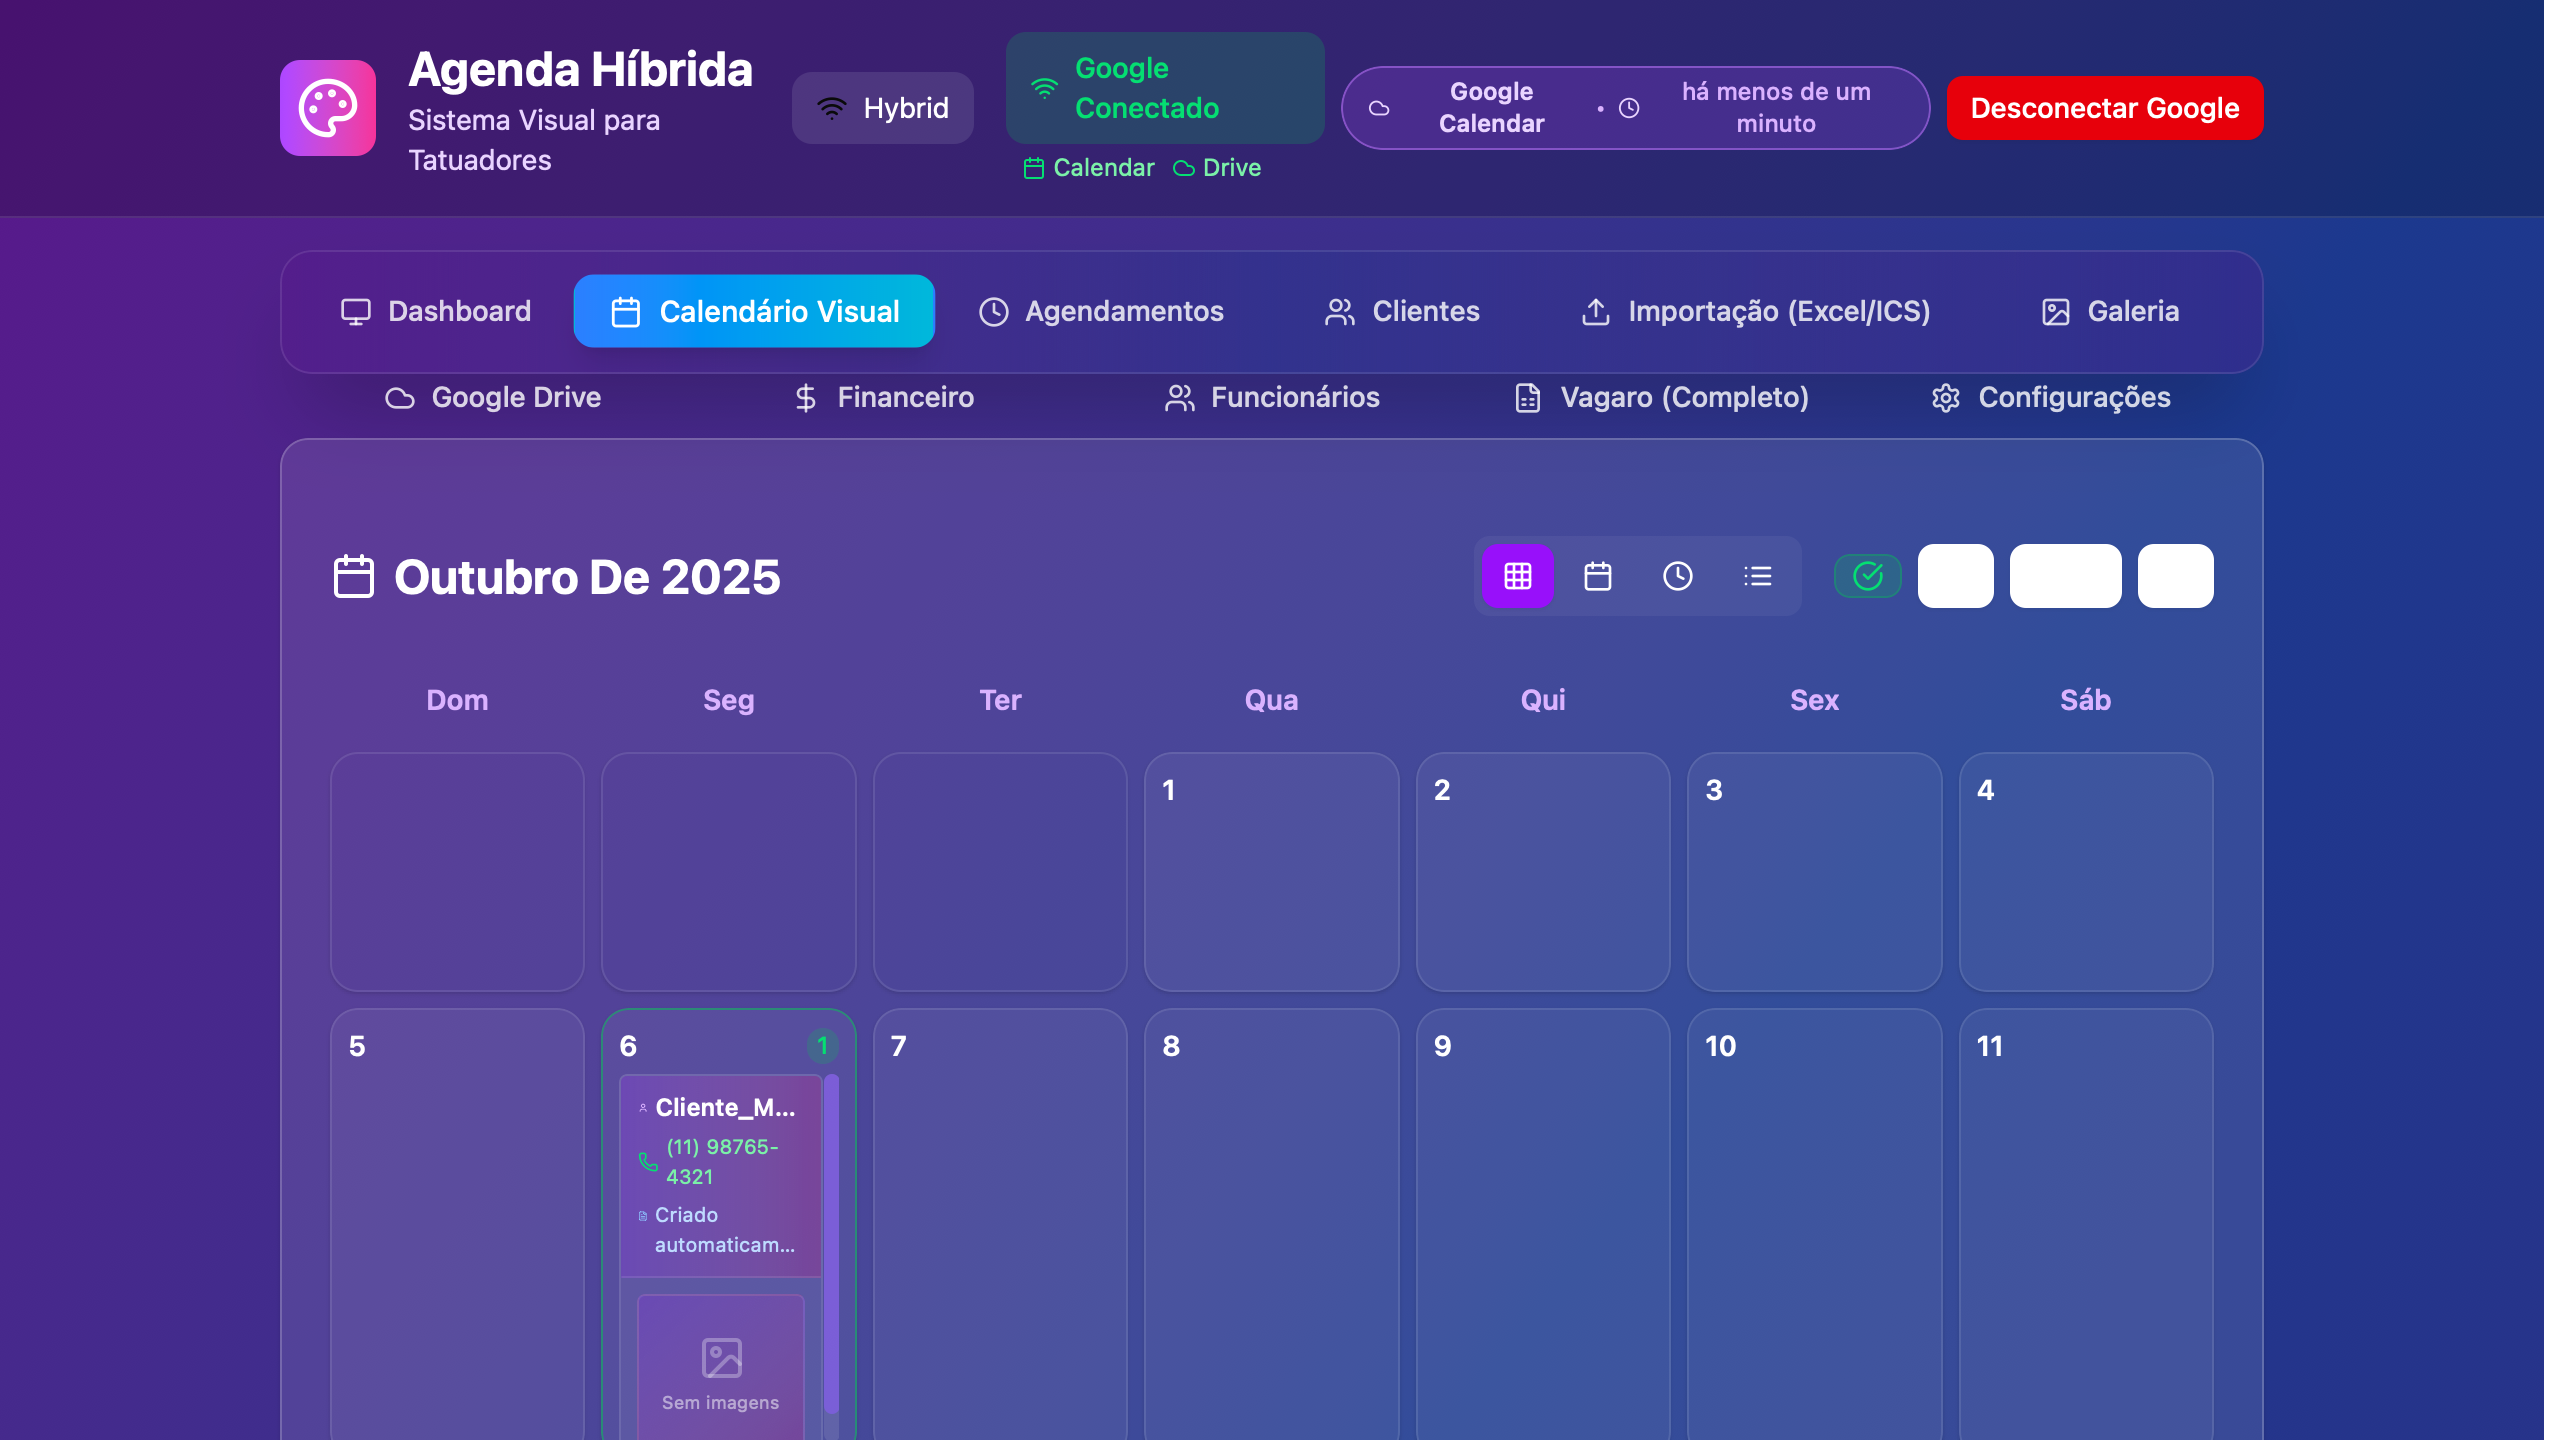 Agenda Híbrida
Sistema Visual para
Tatuadores
Hybrid
Google
Conectado
Calendar Drive
Google
Calendar
•
há menos de um
minuto
Desconectar Google
Dashboard
Calendário Visual
Agendamentos
Clientes
Importação (Excel/ICS)
Galeria
Google Drive
Financeiro
Funcionários
Vagaro (Completo)
Configurações
Outubro De 2025
Dom Seg Ter Qua Qui Sex Sáb
1 2 3 4
5 6 1 7 8 9 10 11
Cliente_M...
(11) 98765-
4321
Criado
automaticam...
Sem imagens